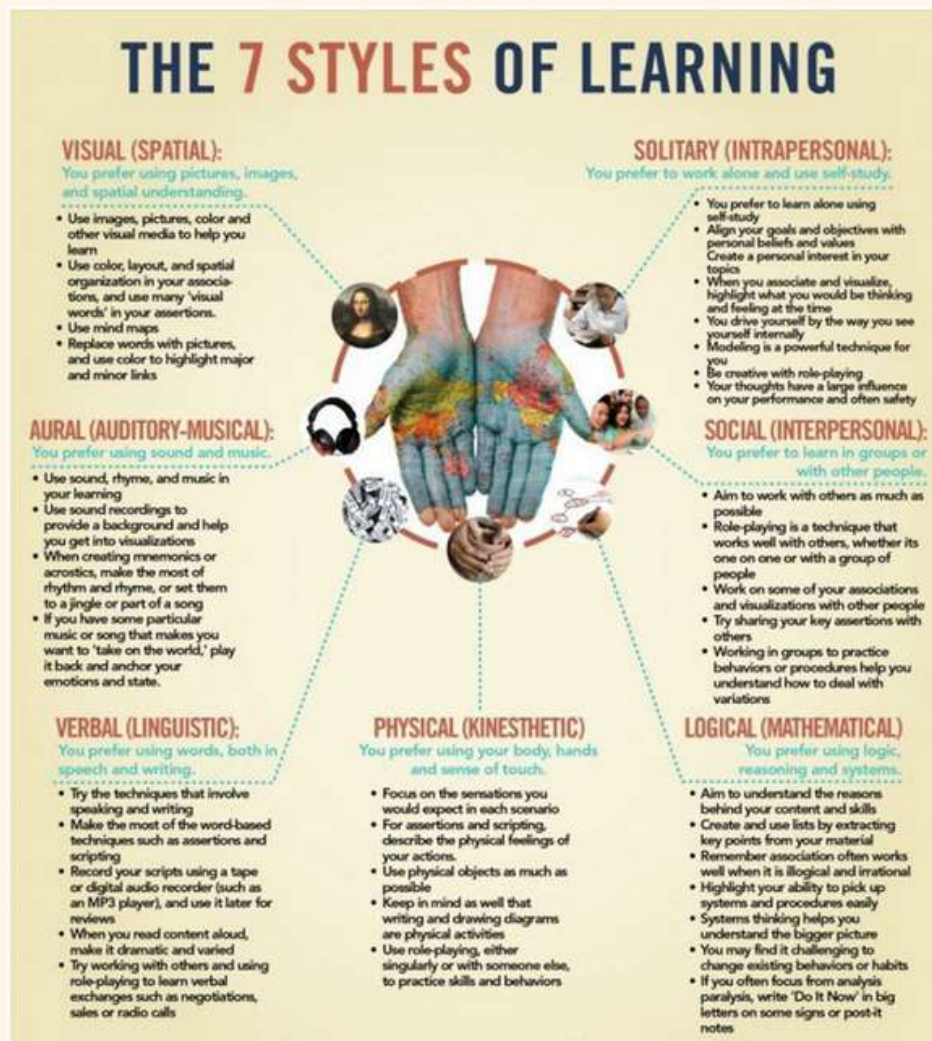 THE 7 STYLES OF LEARNING
VISUAL (SPATIAL):
You prefer using pictures, images,
and spatial understanding.
• Use images, pictures, color and
other visual media to help you
learn
• Use color, layout, and spatial
organization in your associa-
tions, and use many 'visual
words' in your assertions.
• Use mind maps
• Replace words with pictures,
and use color to highlight major
and minor links
AURAL (AUDITORY-MUSICAL):
You prefer using sound and music.
• Use sound, rhyme, and music in
your learning
• Use sound recordings to
provide a background and help
you get into visualizations
• When creating mnemonics or
acrostics, make the most of
rhythm and rhyme, or set them
to a jingle or part of a song
• If you have some particular
music or song that makes you
want to 'take on the world,' play
it back and anchor your
emotions and state.
VERBAL (LINGUISTIC):
You prefer using words, both in
speech and writing.
• Try the techniques that involve
speaking and writing
• Make the most of the word-based
techniques such as assertions and
scripting
• Record your scripts using a tape
or digital audio recorder (such as
an MP3 player), and use it later for
reviews
• When you read content aloud,
make it dramatic and varied
• Try working with others and using
role-playing to learn verbal
exchanges such as negotiations,
sales or radio calls
PHYSICAL (KINESTHETIC)
You prefer using your body, hands
and sense of touch.
• Focus on the sensations you
would expect in each scenario
• For assertions and scripting,
describe the physical feelings of
your actions.
• Use physical objects as much as
possible
• Keep in mind as well that
writing and drawing diagrams
are physical activities
• Use role-playing, either
singularly or with someone else,
to practice skills and behaviors
SOLITARY (INTRAPERSONAL):
You prefer to work alone and use self-study.
• You prefer to learn alone using
self-study
• Align your goals and objectives with
personal beliefs and values
Create a personal interest in your
topics
• When you associate and visualize,
highlight what you would be thinking
and feeling at the time
• You drive yourself by the way you see
yourself internally
• Modeling is a powerful technique for
you
• Be creative with role-playing
• Your thoughts have a large influence
on your performance and often safety
SOCIAL (INTERPERSONAL):
You prefer to learn in groups or
with other people.
• Aim to work with others as much as
possible
• Role-playing is a technique that
works well with others, whether its
one on one or with a group of
people
• Work on some of your associations
and visualizations with other people
• Try sharing your key assertions with
others
• Working in groups to practice
behaviors or procedures help you
understand how to deal with
variations
LOGICAL (MATHEMATICAL)
You prefer using logic,
reasoning and systems.
• Aim to understand the reasons
behind your content and skills
• Create and use lists by extracting
key points from your material
• Remember association often works
well when it is illogical and irrational
• Highlight your ability to pick up
systems and procedures easily
• Systems thinking helps you
understand the bigger picture
• You may find it challenging to
change existing behaviors or habits
• If you often focus from analysis
paralysis, write 'Do It Now' in big
letters on some signs or post-it
notes